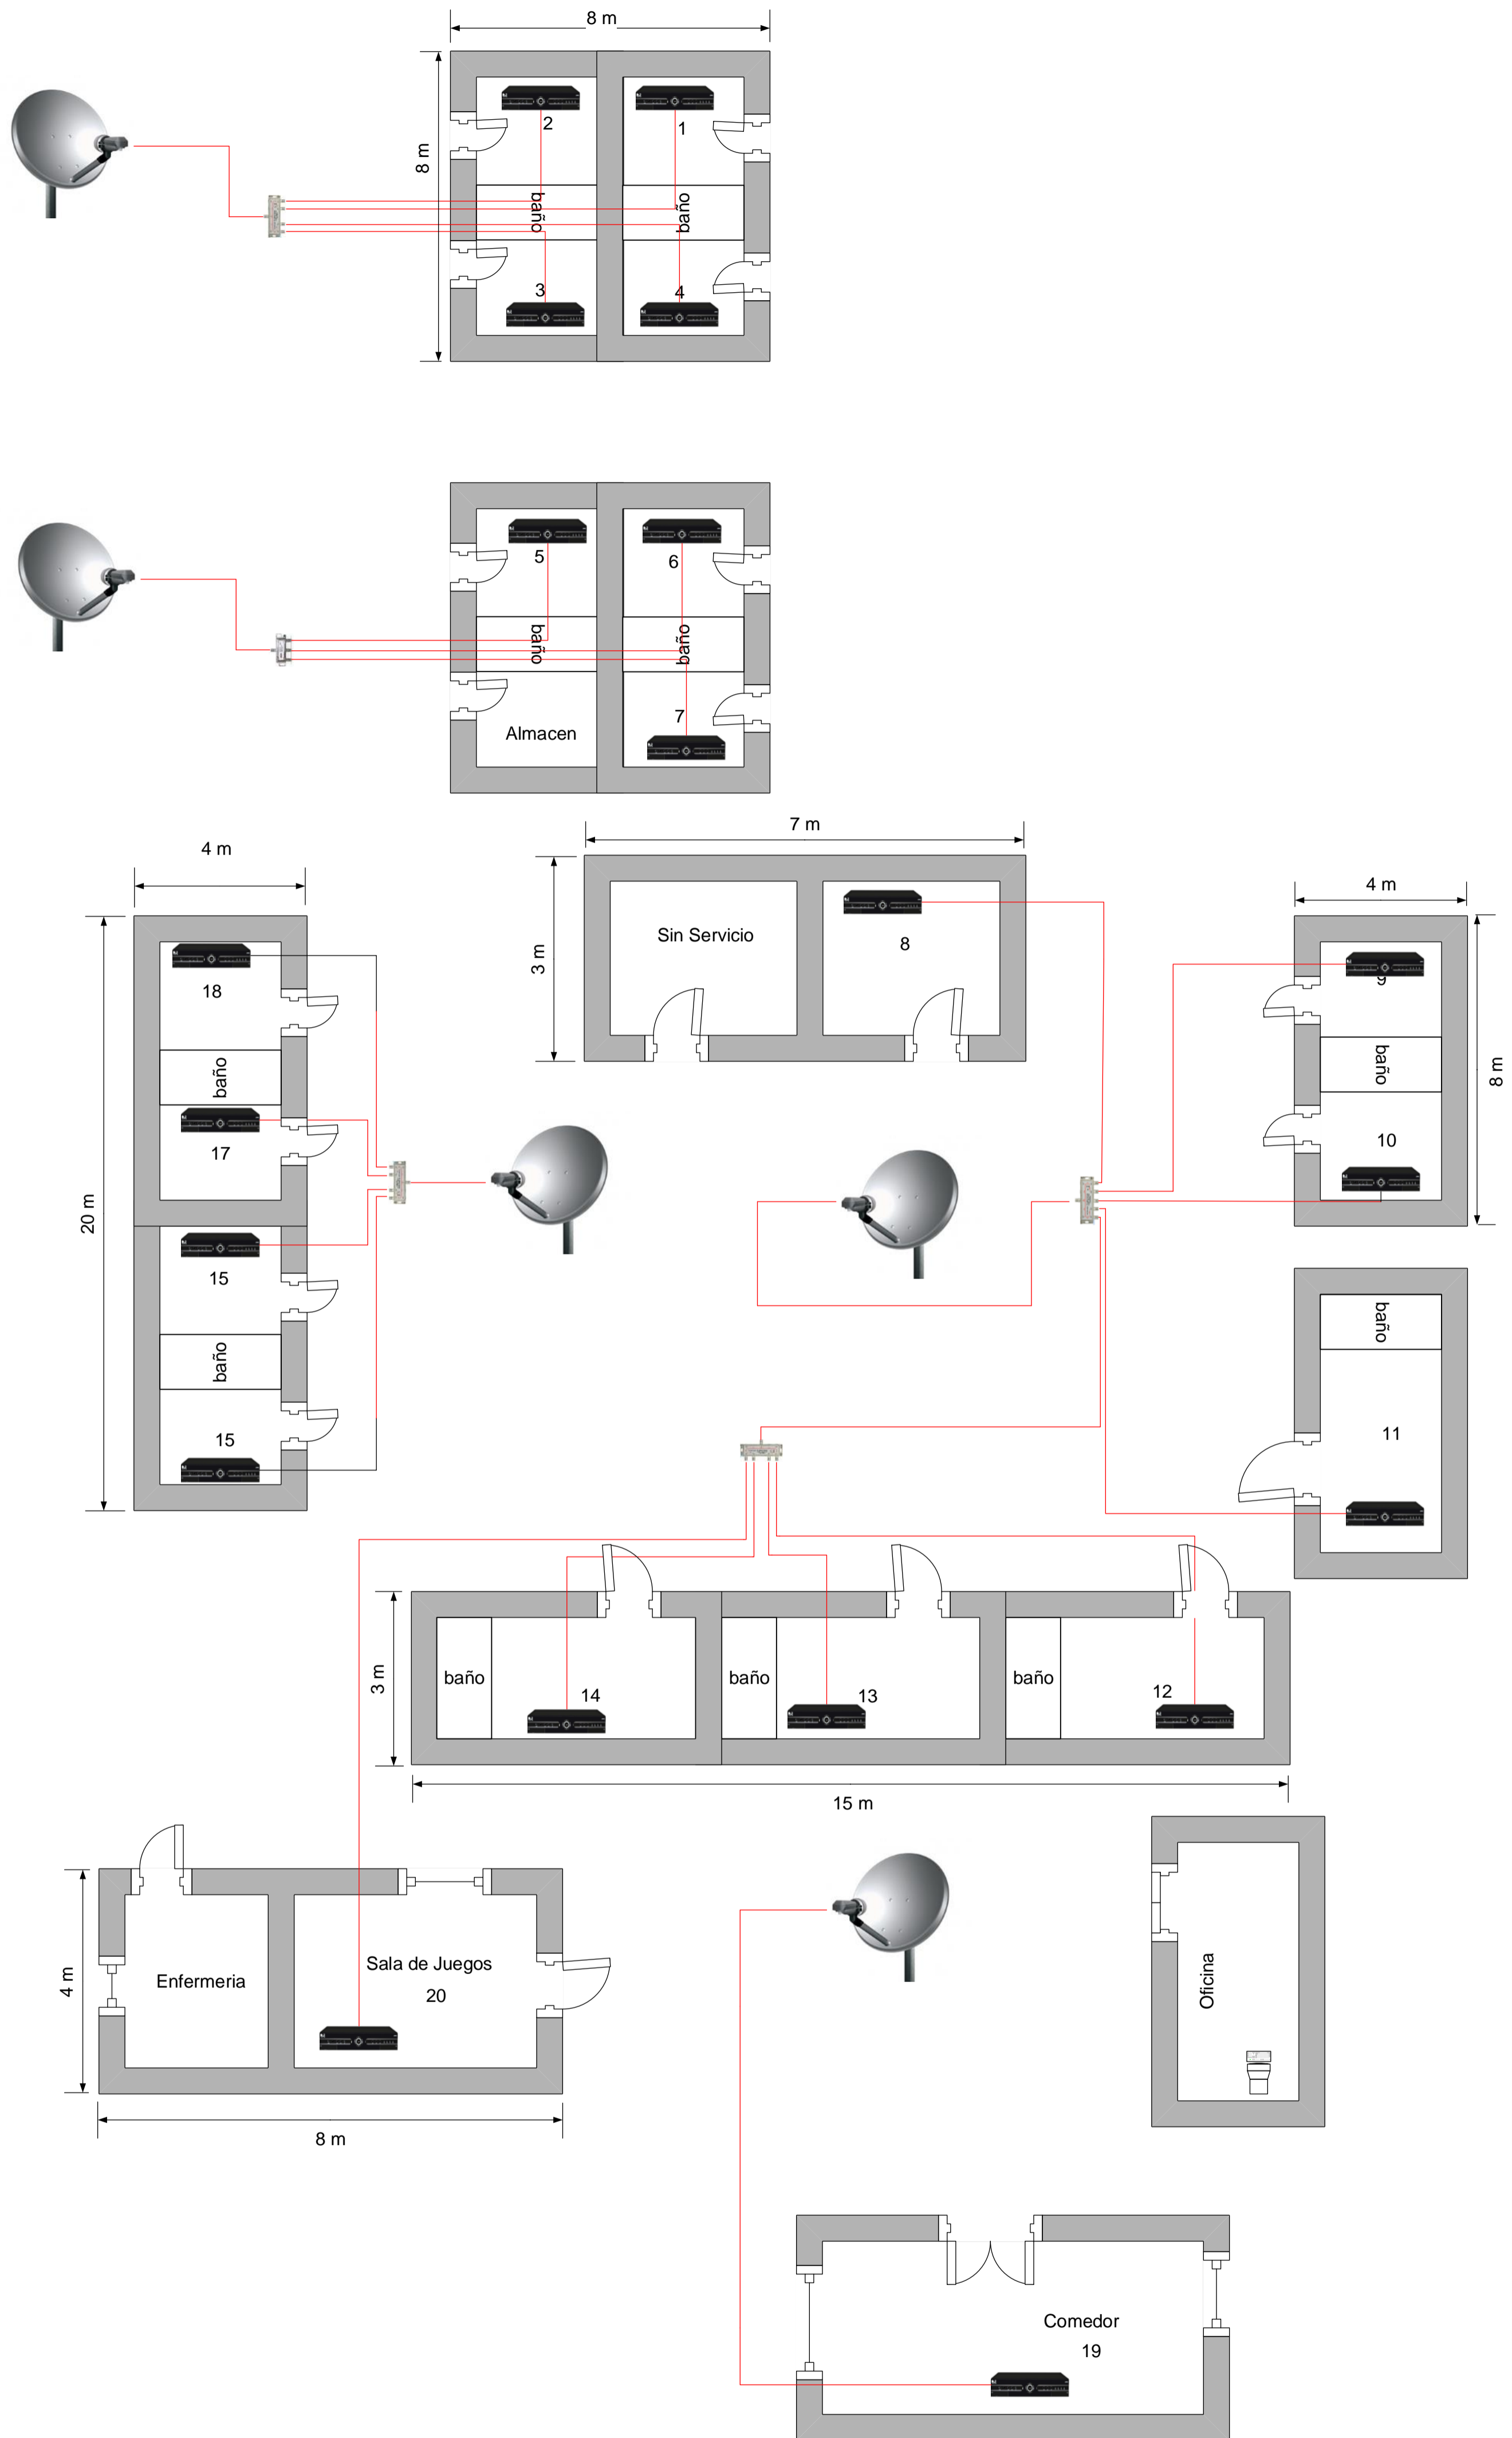 8 m
8 m
2
1
baño
baño
3
4
5
6
baño
baño
7
Almacen
7 m
4 m
4 m
3 m
Sin Servicio
8
9
18
baño
baño
8 m
17
10
20 m
15
baño
baño
15
11
3 m
baño
14
baño
13
baño
12
15 m
4 m
Enfermeria
Sala de Juegos
20
Oficina
8 m
Comedor
19